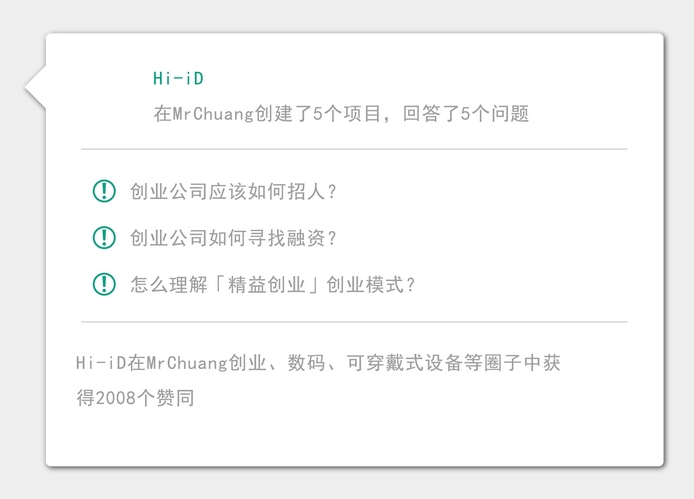 Hi-iD
在MrChuang创建了5个项目，回答了5个问题
创业公司应该如何招人？
创业公司如何寻找融资？
怎么理解「精益创业」创业模式？
Hi-iD在MrChuang创业、数码、可穿戴式设备等圈子中获
得2008个赞同